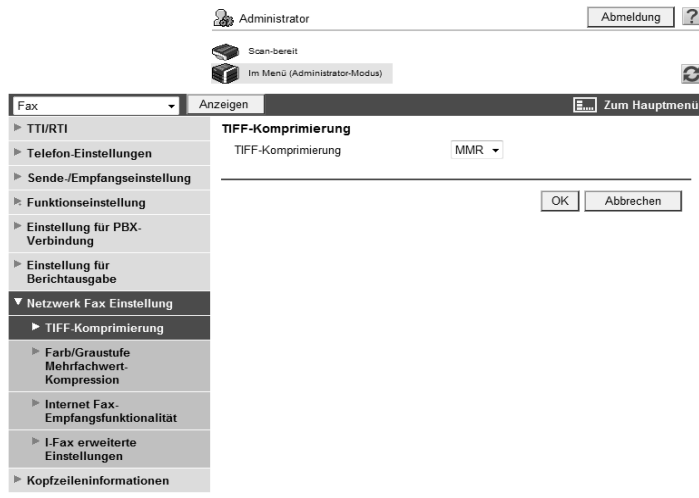 Administrator
Abmeldung
?
Scan-bereit
Im Menü (Administrator-Modus)
Fax
Anzeigen
Zum Hauptmenü
TTI/RTI
Telefon-Einstellungen
Sende-/Empfangseinstellung
Funktionseinstellung
Einstellung für PBX-
Verbindung
Einstellung für
Berichtausgabe
Netzwerk Fax Einstellung
TIFF-Komprimierung
Farb/Graustufe
Mehrfachwert-
Kompression
Internet Fax-
Empfangsfunktionalität
I-Fax erweiterte
Einstellungen
Kopfzeileninformationen
TIFF-Komprimierung
TIFF-Komprimierung MMR
OK Abbrechen